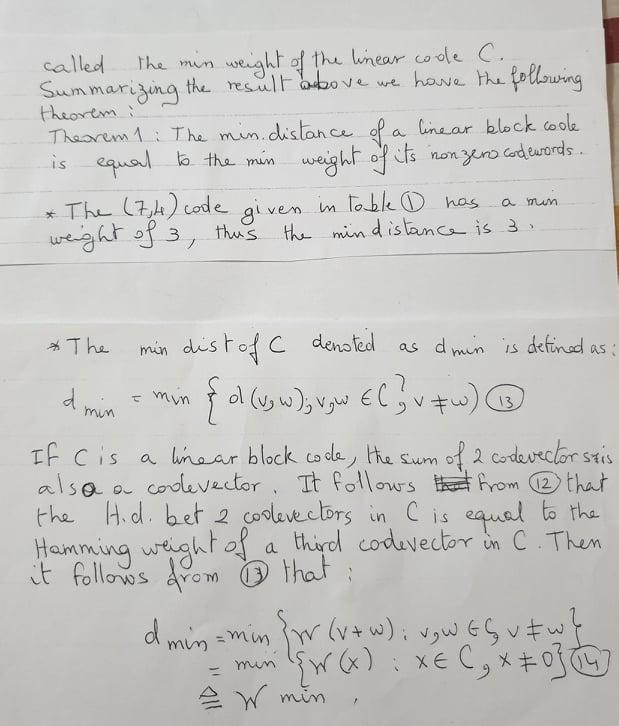 called the min weight of the linear code C.
Summarizing the result above we have the following
theorem :
Theorem 1 : The min. distance of a linear block code
is equal to the min weight of its nonzero codewords.
* The (7,4) code given in table ① has a min
weight of 3, thus the min distance is 3.
* The min dist of C denoted as d min is defined as :
d min = min { d(v,w); v,w ∈ C, v ≠ w) ⑬
If C is a linear block code, the sum of 2 codevectors is
also a codevector. It follows from ⑫ that
the H.d. bet 2 codevectors in C is equal to the
Hamming weight of a third codevector in C. Then
it follows from ⑬ that :
d min = min {W(v+w) : v,w ∈ C, v ≠ w}
= min {W(x) : x ∈ C, x ≠ 0} ⑭
≜ W min,